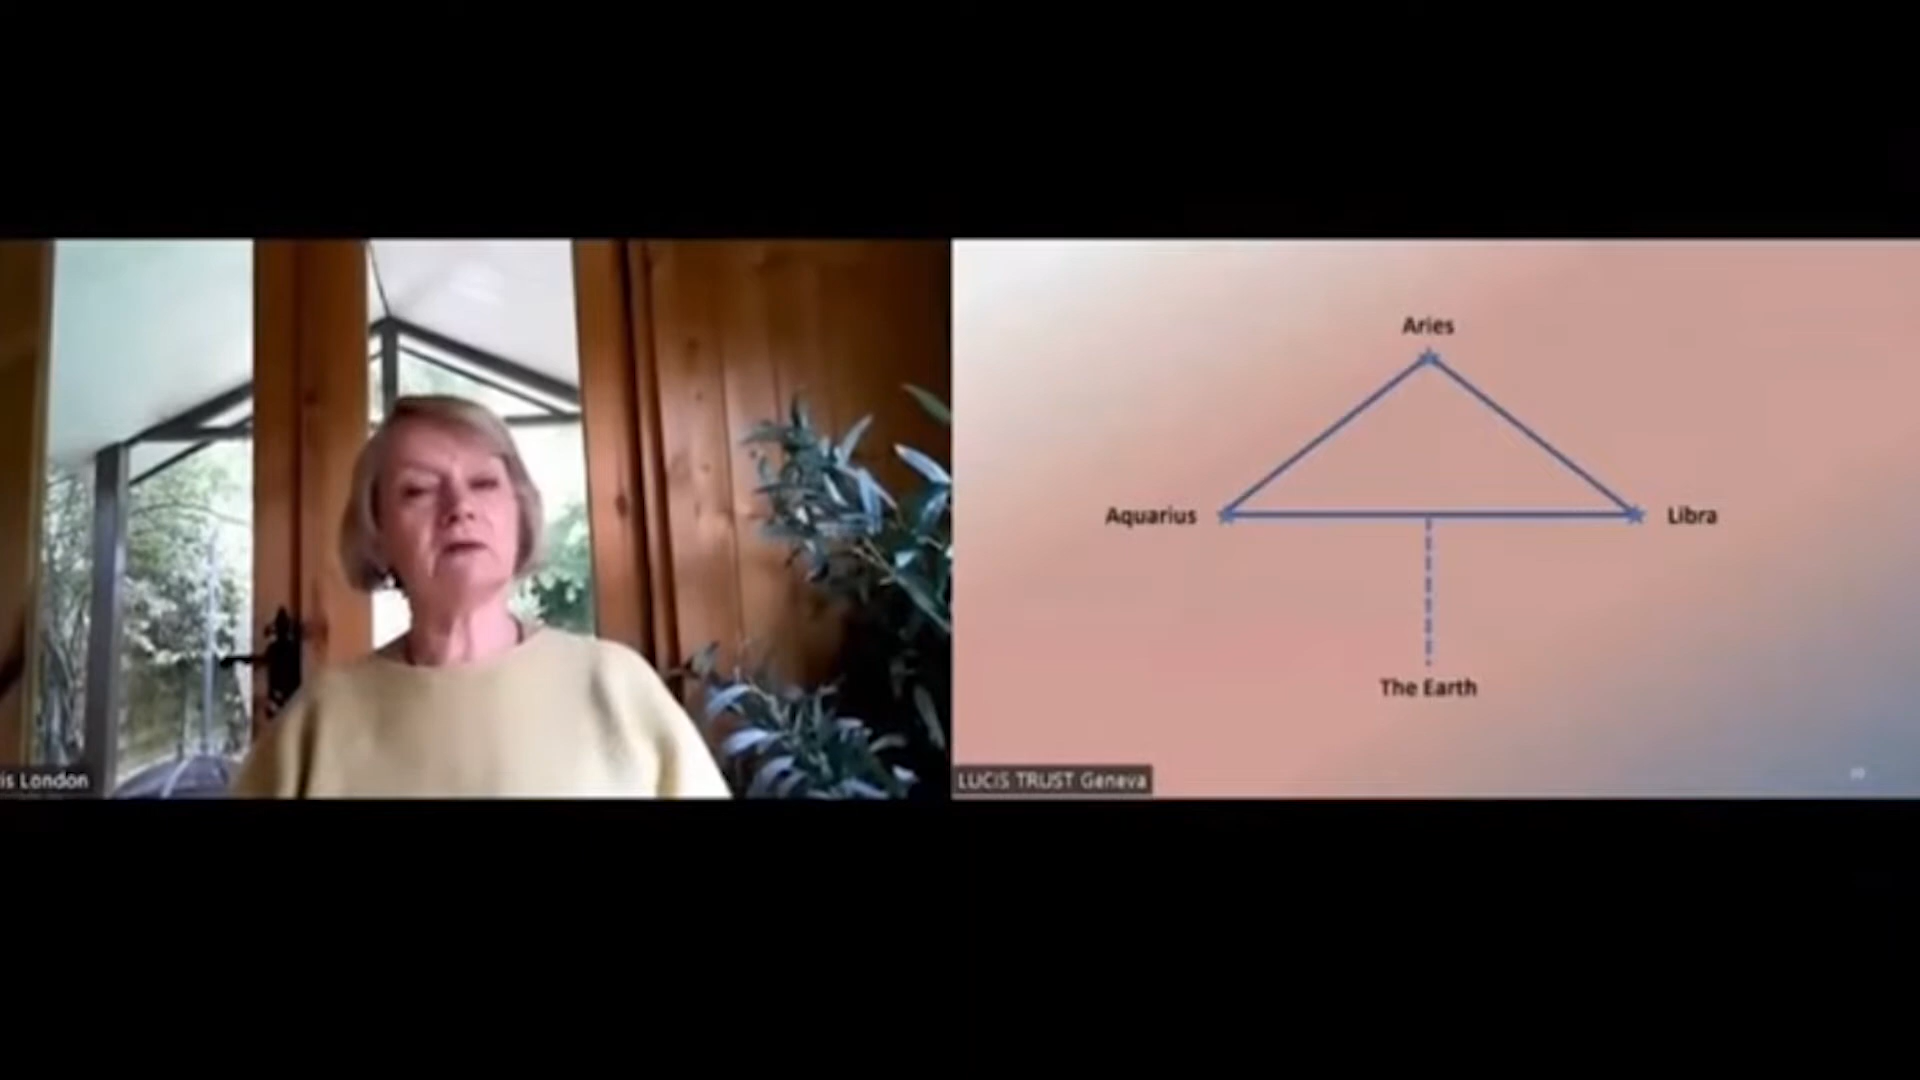 Aries
Aquarius
Libra
The Earth
is London
LUCIS TRUST Geneva